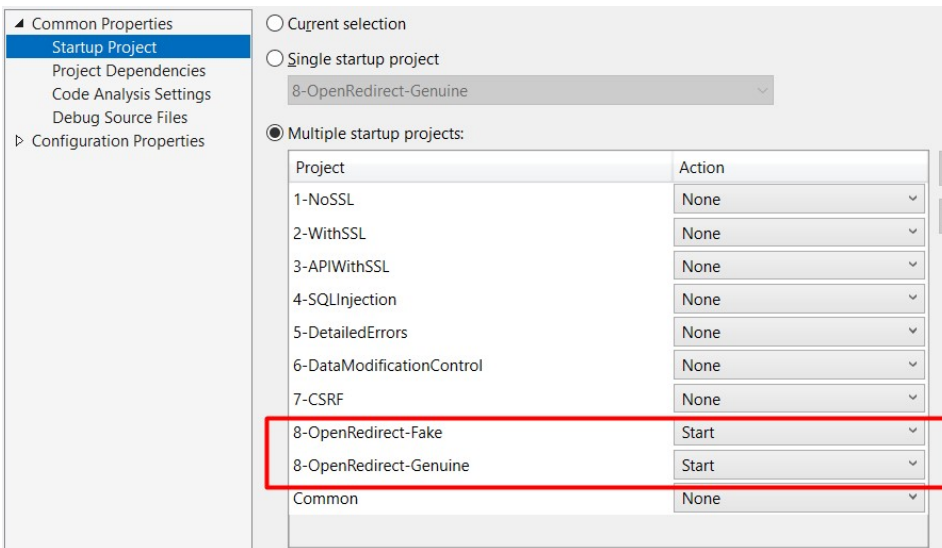 Common Properties
Startup Project
Project Dependencies
Code Analysis Settings
Debug Source Files
Configuration Properties
Current selection
Single startup project
8-OpenRedirect-Genuine
Multiple startup projects:
Project Action
1-NoSSL None
2-WithSSL None
3-APIWithSSL None
4-SQLInjection None
5-DetailedErrors None
6-DataModificationControl None
7-CSRF None
8-OpenRedirect-Fake Start
8-OpenRedirect-Genuine Start
Common None